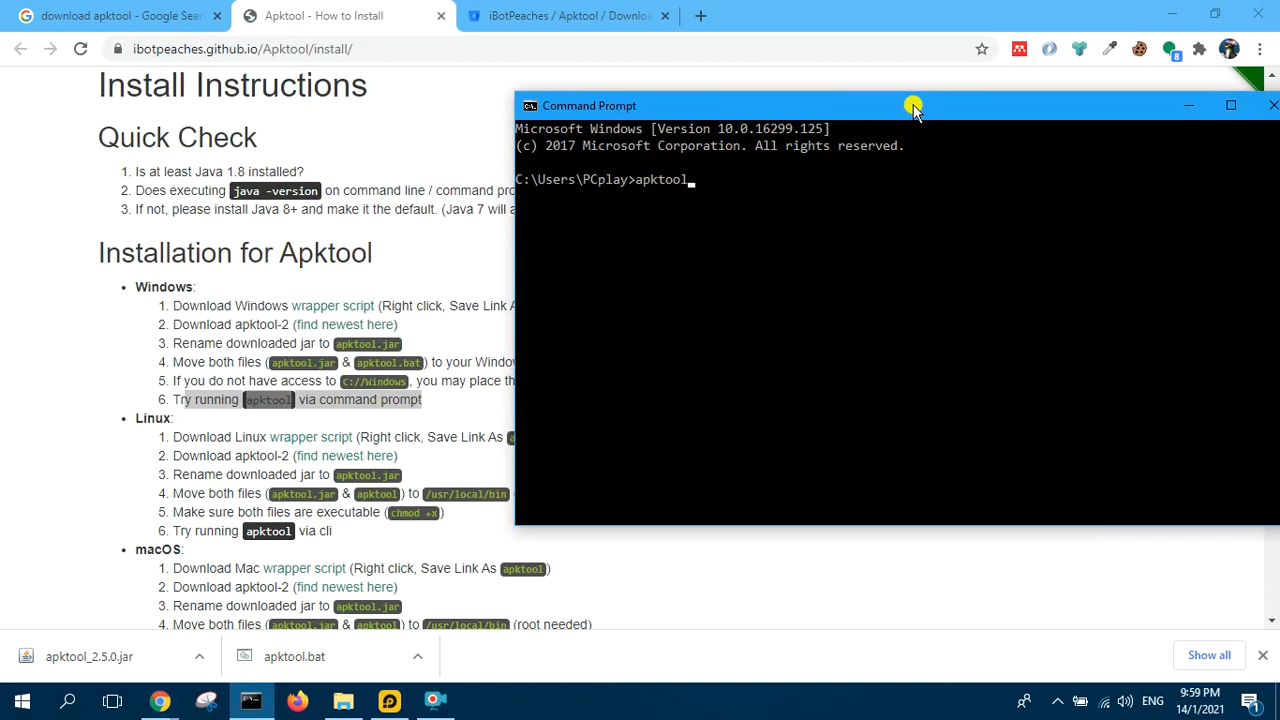 download apktool - Google Sear
Apktool - How to Install
iBotPeaches / Apktool / Downloa
ibotpeaches.github.io/Apktool/install/
8
Install Instructions
Quick Check
1. Is at least Java 1.8 installed?
2. Does executing java -version on command line / command pro
3. If not, please install Java 8+ and make it the default. (Java 7 will a
Installation for Apktool
Windows:
1. Download Windows wrapper script (Right click, Save Link A
2. Download apktool-2 (find newest here)
3. Rename downloaded jar to apktool.jar
4. Move both files (apktool.jar & apktool.bat) to your Windo
5. If you do not have access to C://Windows, you may place th
6. Try running apktool via command prompt
Linux:
1. Download Linux wrapper script (Right click, Save Link As a
2. Download apktool-2 (find newest here)
3. Rename downloaded jar to apktool.jar
4. Move both files (apktool.jar & apktool) to /usr/local/bin
5. Make sure both files are executable (chmod +x)
6. Try running apktool via cli
macOS:
1. Download Mac wrapper script (Right click, Save Link As apktool)
2. Download apktool-2 (find newest here)
3. Rename downloaded jar to apktool.jar
4. Move both files (apktool.jar & apktool) to /usr/local/bin (root needed)
Command Prompt
Microsoft Windows [Version 10.0.16299.125]
(c) 2017 Microsoft Corporation. All rights reserved.
C:\Users\PCplay>apktool
apktool_2.5.0.jar
apktool.bat
Show all
ENG
9:59 PM
14/1/2021
1